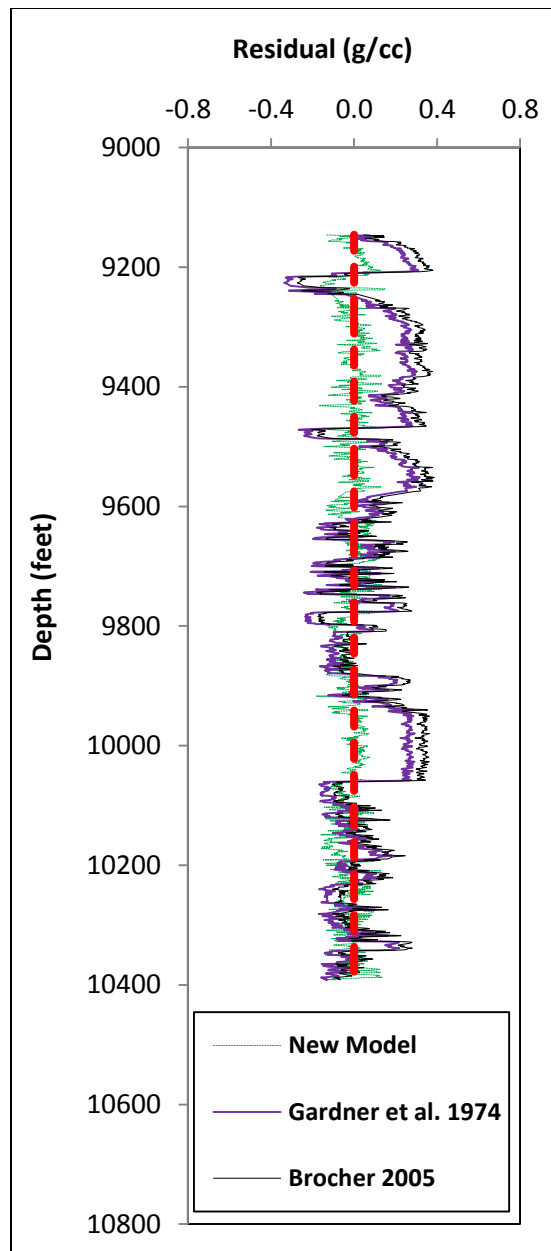 Residual (g/cc)
-0.8 -0.4 0.0 0.4 0.8
9000
9200
9400
9600
9800
10000
10200
10400
10600
10800
Depth (feet)
New Model
Gardner et al. 1974
Brocher 2005